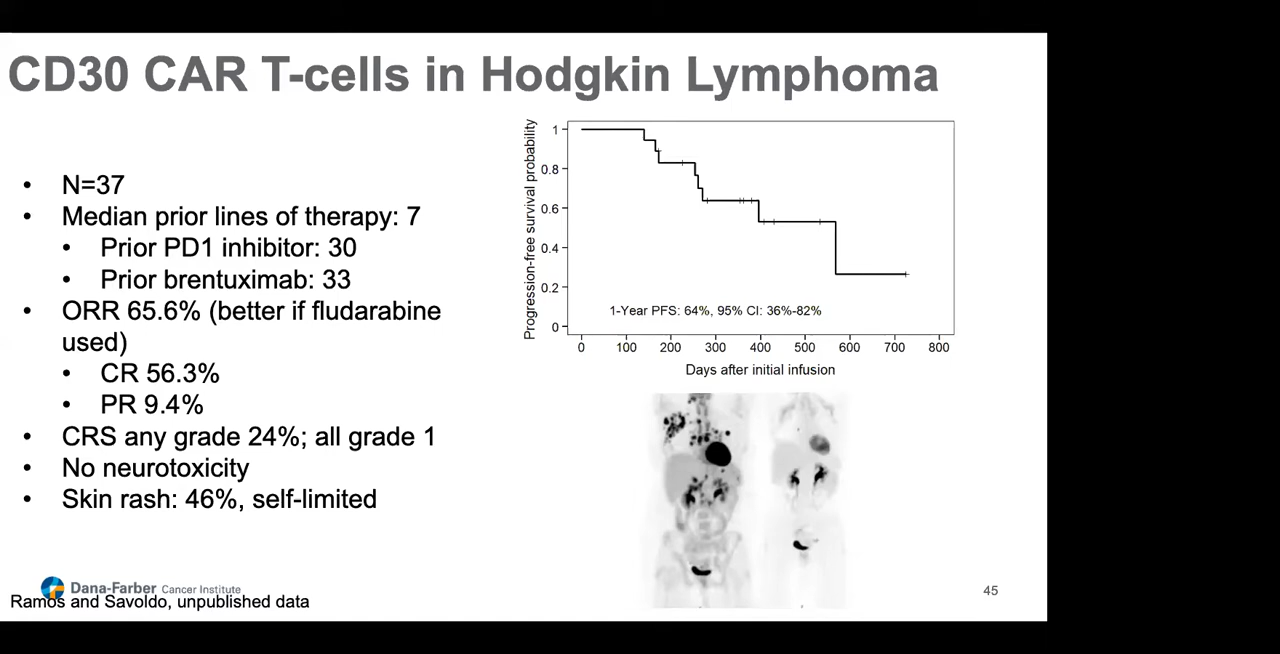 CD30 CAR T-cells in Hodgkin Lymphoma
• N=37
• Median prior lines of therapy: 7
• Prior PD1 inhibitor: 30
• Prior brentuximab: 33
• ORR 65.6% (better if fludarabine
used)
• CR 56.3%
• PR 9.4%
• CRS any grade 24%; all grade 1
• No neurotoxicity
• Skin rash: 46%, self-limited
Progression-free survival probability
1
0.8
0.6
0.4
0.2
0
1-Year PFS: 64%, 95% CI: 36%-82%
0 100 200 300 400 500 600 700 800
Days after initial infusion
Dana-Farber Cancer Institute
Ramos and Savoldo, unpublished data
45